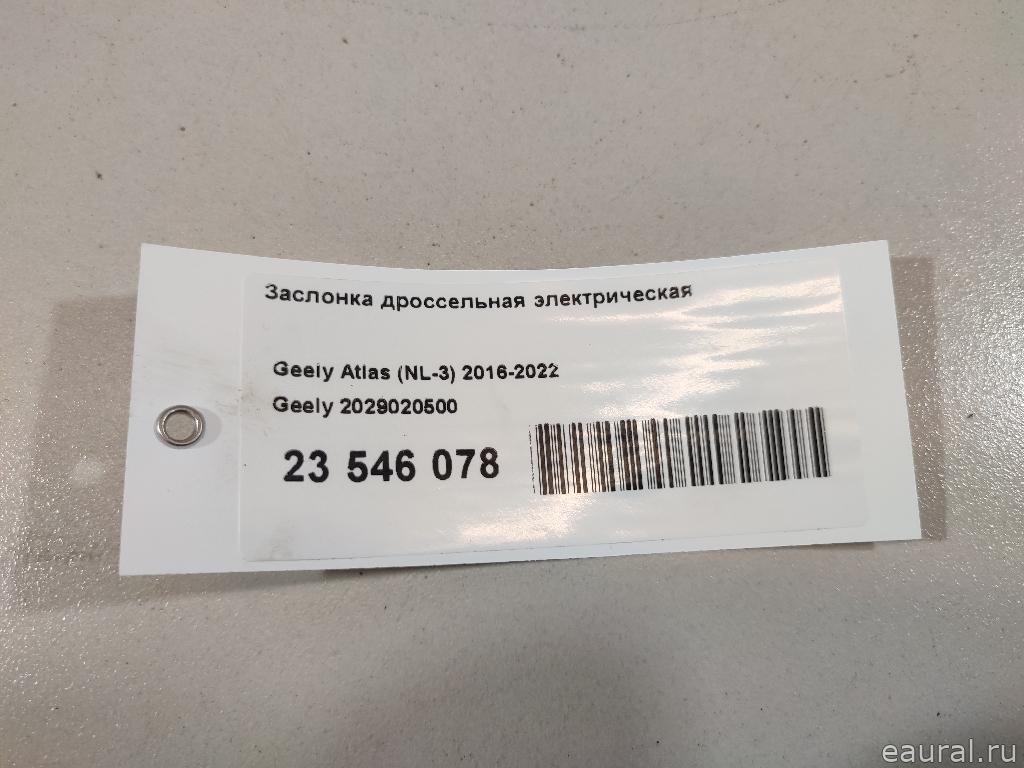 Заслонка дроссельная электрическая
Geely Atlas (NL-3) 2016-2022
Geely 2029020500
23 546 078
eaural.ru